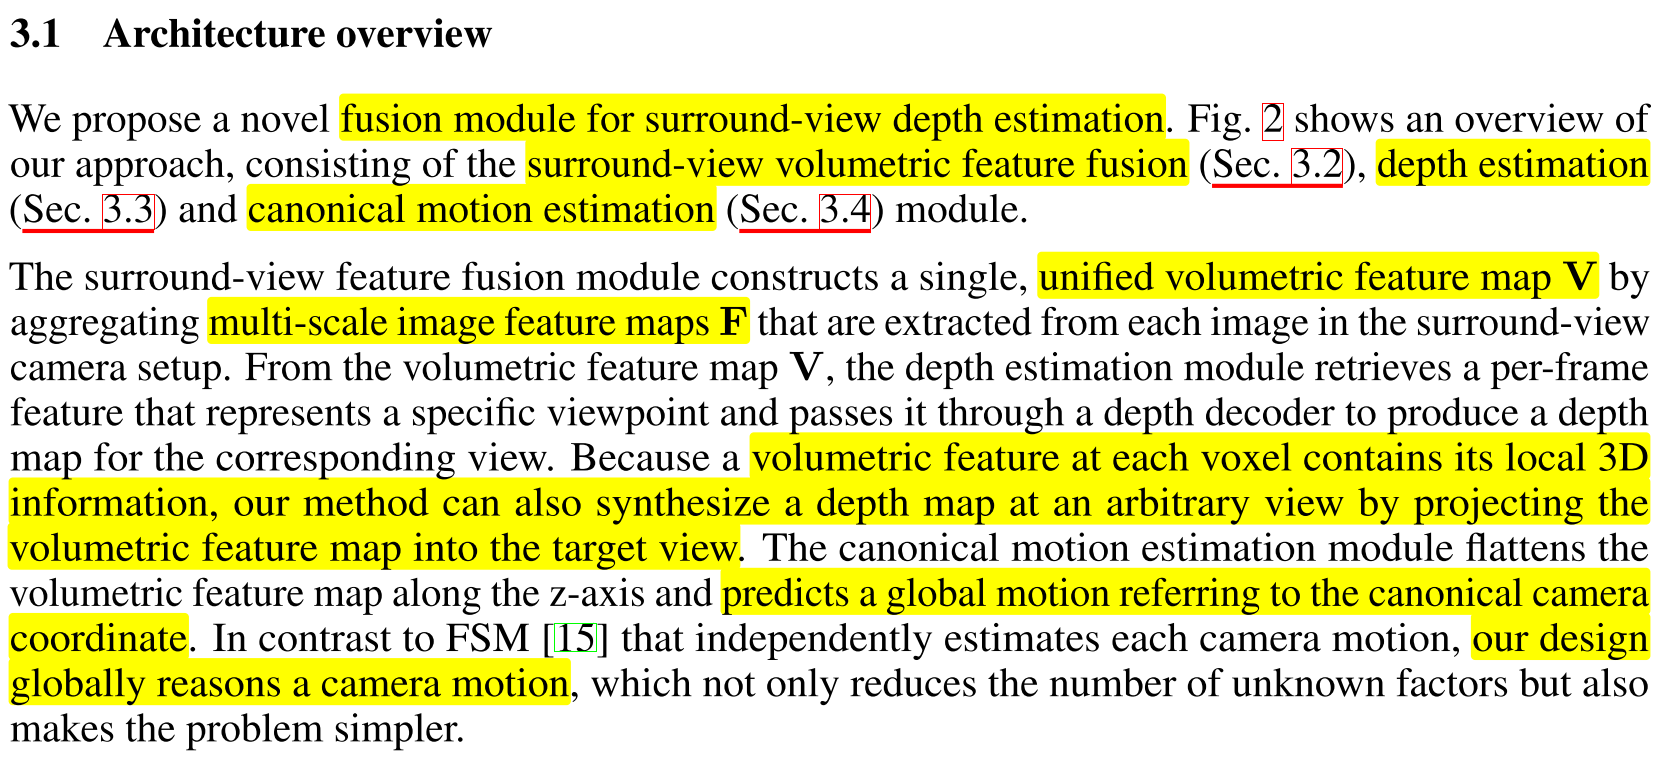 3.1 Architecture overview
We propose a novel fusion module for surround-view depth estimation. Fig. 2 shows an overview of
our approach, consisting of the surround-view volumetric feature fusion (Sec. 3.2), depth estimation
(Sec. 3.3) and canonical motion estimation (Sec. 3.4) module.
The surround-view feature fusion module constructs a single, unified volumetric feature map V by
aggregating multi-scale image feature maps F that are extracted from each image in the surround-view
camera setup. From the volumetric feature map V, the depth estimation module retrieves a per-frame
feature that represents a specific viewpoint and passes it through a depth decoder to produce a depth
map for the corresponding view. Because a volumetric feature at each voxel contains its local 3D
information, our method can also synthesize a depth map at an arbitrary view by projecting the
volumetric feature map into the target view. The canonical motion estimation module flattens the
volumetric feature map along the z-axis and predicts a global motion referring to the canonical camera
coordinate. In contrast to FSM [15] that independently estimates each camera motion, our design
globally reasons a camera motion, which not only reduces the number of unknown factors but also
makes the problem simpler.